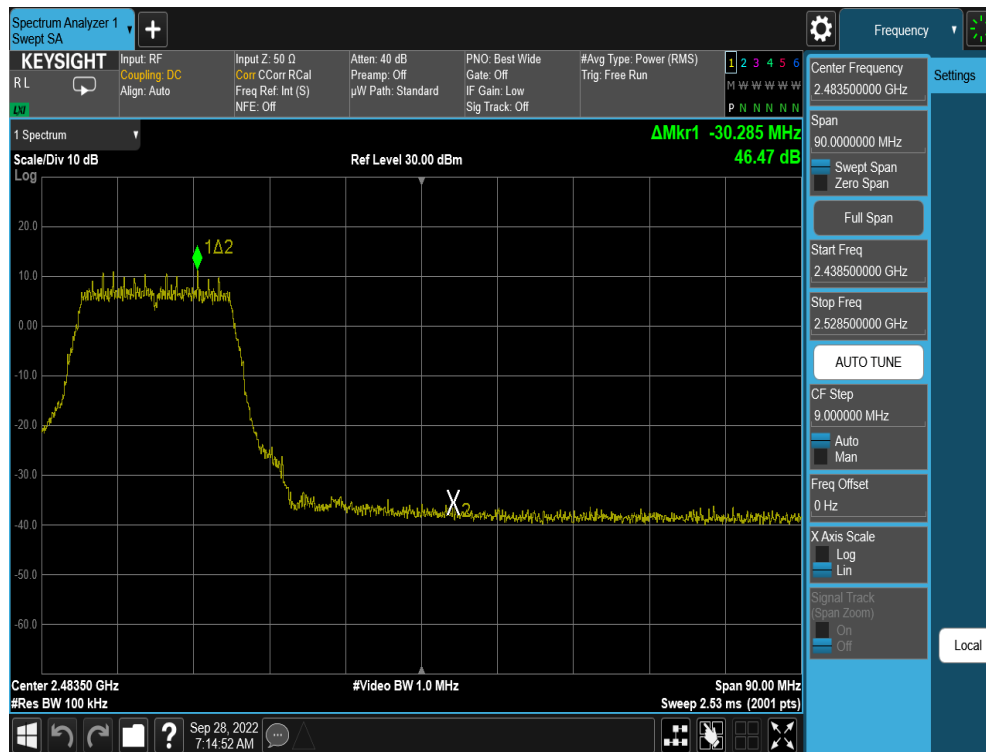 Spectrum Analyzer 1
Swept SA
+
Frequency
KEYSIGHT
R L
LXI
Input: RF
Coupling: DC
Align: Auto
Input Z: 50 Ω
Corr CCorr RCal
Freq Ref: Int (S)
NFE: Off
Atten: 40 dB
Preamp: Off
µW Path: Standard
PNO: Best Wide
Gate: Off
IF Gain: Low
Sig Track: Off
#Avg Type: Power (RMS)
Trig: Free Run
1 2 3 4 5 6
M W W W W W
P N N N N N
1 Spectrum
ΔMkr1 -30.285 MHz
46.47 dB
Scale/Div 10 dB
Ref Level 30.00 dBm
Log
20.0
1Δ2
10.0
0.00
-10.0
-20.0
-30.0
X2
-40.0
-50.0
-60.0
Center 2.48350 GHz
#Video BW 1.0 MHz
Span 90.00 MHz
#Res BW 100 kHz
Sweep 2.53 ms (2001 pts)
Center Frequency
2.483500000 GHz
Settings
Span
90.0000000 MHz
Swept Span
Zero Span
Full Span
Start Freq
2.438500000 GHz
Stop Freq
2.528500000 GHz
AUTO TUNE
CF Step
9.000000 MHz
Auto
Man
Freq Offset
0 Hz
X Axis Scale
Log
Lin
Signal Track
(Span Zoom)
On
Off
Local
?
Sep 28, 2022
7:14:52 AM